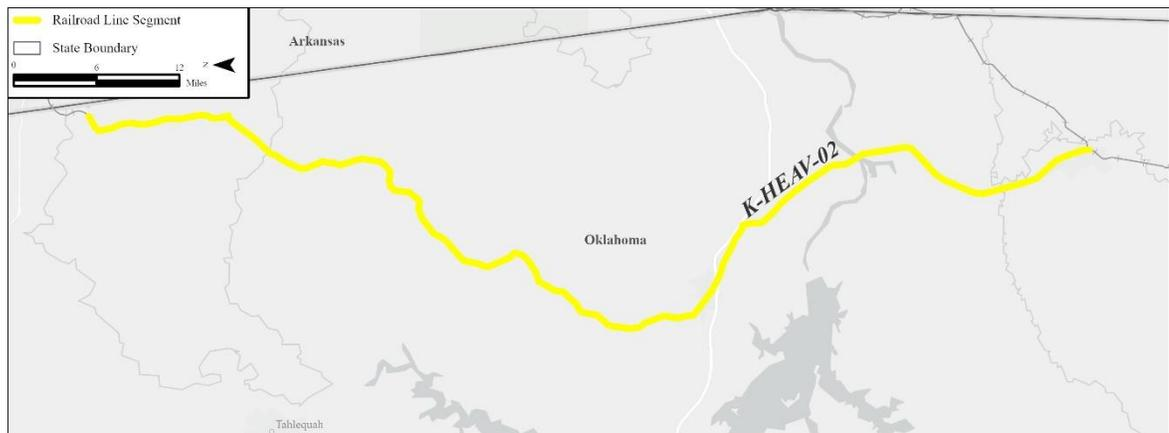 Railroad Line Segment
State Boundary
0 6 12
Miles
Z
Arkansas
K-HEAV-02
Oklahoma
Tahlequah